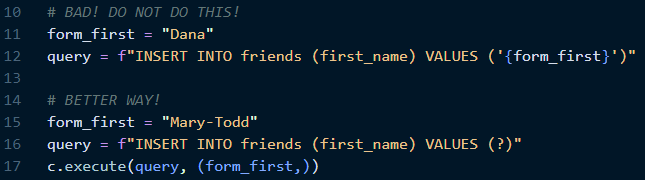 10 # BAD! DO NOT DO THIS!
11 form_first = "Dana"
12 query = f"INSERT INTO friends (first_name) VALUES ('{form_first}')"
13
14 # BETTER WAY!
15 form_first = "Mary-Todd"
16 query = f"INSERT INTO friends (first_name) VALUES (?)"
17 c.execute(query, (form_first,))